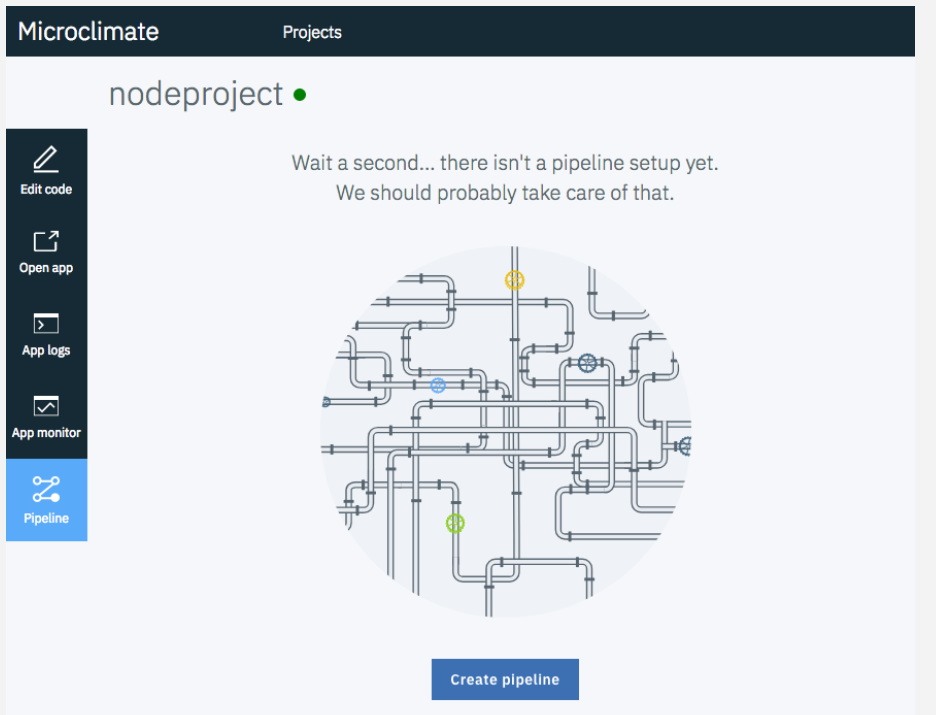 Microclimate
Projects
nodeproject
Wait a second... there isn't a pipeline setup yet.
We should probably take care of that.
Edit code
Open app
App logs
App monitor
Pipeline
Create pipeline